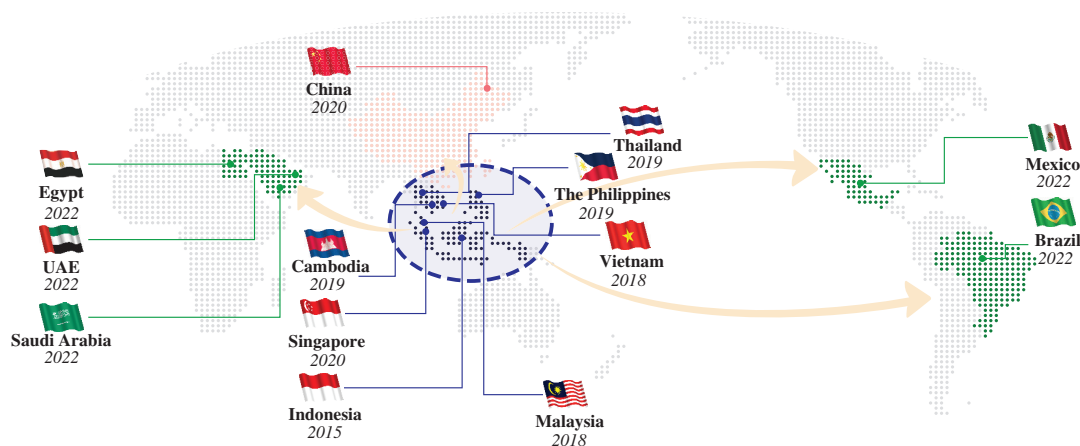 China
2020
Thailand
2019
Egypt
2022
The Philippines
2019
Mexico
2022
UAE
2022
Cambodia
2019
Vietnam
2018
Brazil
2022
Saudi Arabia
2022
Singapore
2020
Indonesia
2015
Malaysia
2018